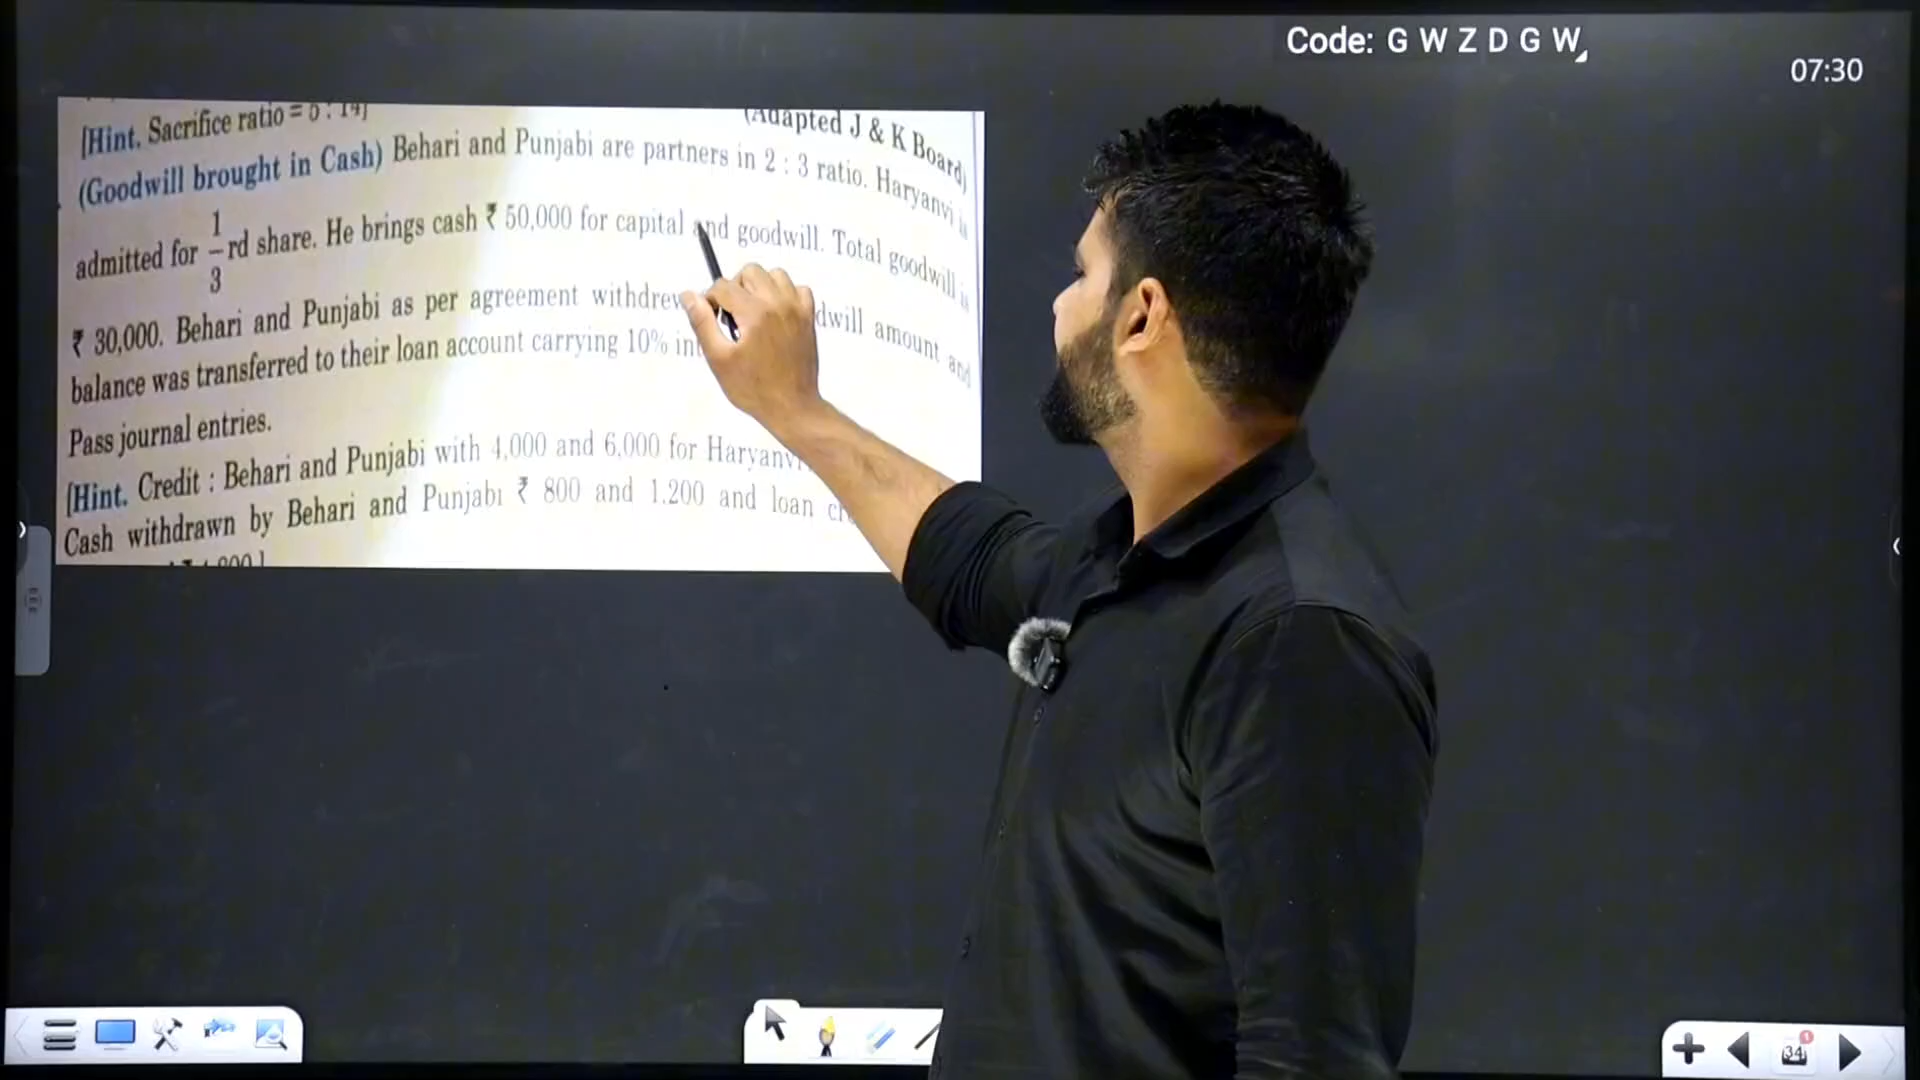 Code: G W Z D G W
07:30
[Hint. Sacrifice ratio = 5 : 14]
(Adapted J & K Board)
(Goodwill brought in Cash) Behari and Punjabi are partners in 2 : 3 ratio. Haryanvi is
admitted for 1/3 rd share. He brings cash ₹ 50,000 for capital and goodwill. Total goodwill is
₹ 30,000. Behari and Punjabi as per agreement withdrew dwill amount and
balance was transferred to their loan account carrying 10%
Pass journal entries.
[Hint. Credit : Behari and Punjabi with 4,000 and 6,000 for Haryanvi
Cash withdrawn by Behari and Punjabi ₹ 800 and 1.200 and loan
34
1